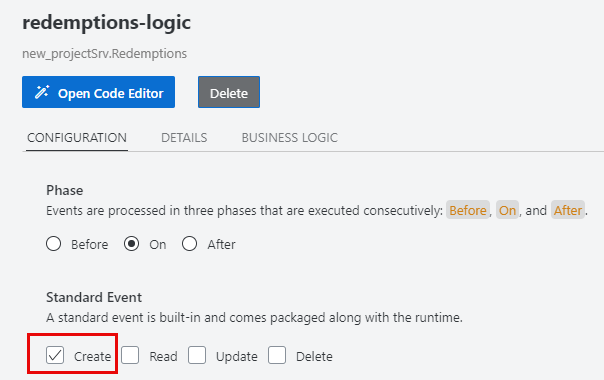 redemptions-logic
new_projectSrv.Redemptions
Open Code Editor Delete
CONFIGURATION DETAILS BUSINESS LOGIC
Phase
Events are processed in three phases that are executed consecutively: Before, On, and After.
Before On After
Standard Event
A standard event is built-in and comes packaged along with the runtime.
Create Read Update Delete